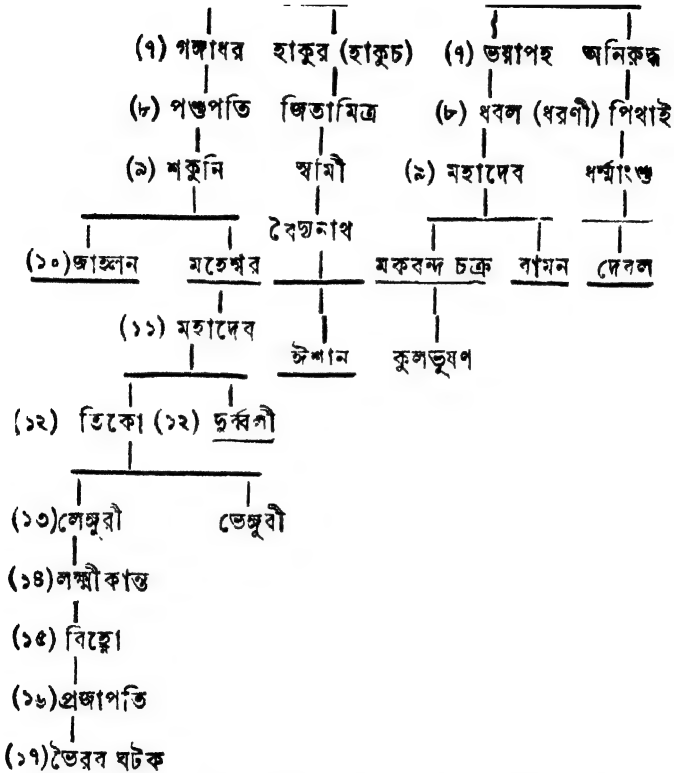 (৭) গঙ্গাধর হাকুর (হাকুচ) (৭) ভয়াপহ অনিরুদ্ধ
(৮) পশুপতি জিতামিত্র (৮) ধবল (ধরণী) পিথাই
(৯) শকুনি স্বামী (৯) মহাদেব ধর্ম্মাংশু
বৈদ্যনাথ
(১০) জাহ্লন মহেশ্বর মকবন্দ চক্র বামন দেবল
(১১) মহাদেব
ঈশান কুলভূষণ
(১২) তিকো (১২) দুর্ব্বলী
(১৩) লেঙ্গুরী ভেঙ্গুবী
(১৪) লক্ষ্মীকান্ত
(১৫) বিহ্বো
(১৬) প্রজাপতি
(১৭) ভৈরব ঘটক